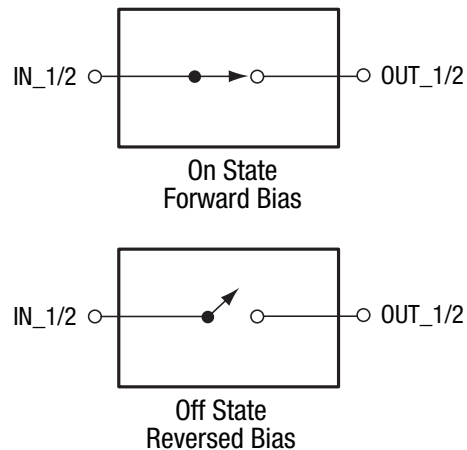 IN_1/2
OUT_1/2
On State
Forward Bias
IN_1/2
OUT_1/2
Off State
Reversed Bias